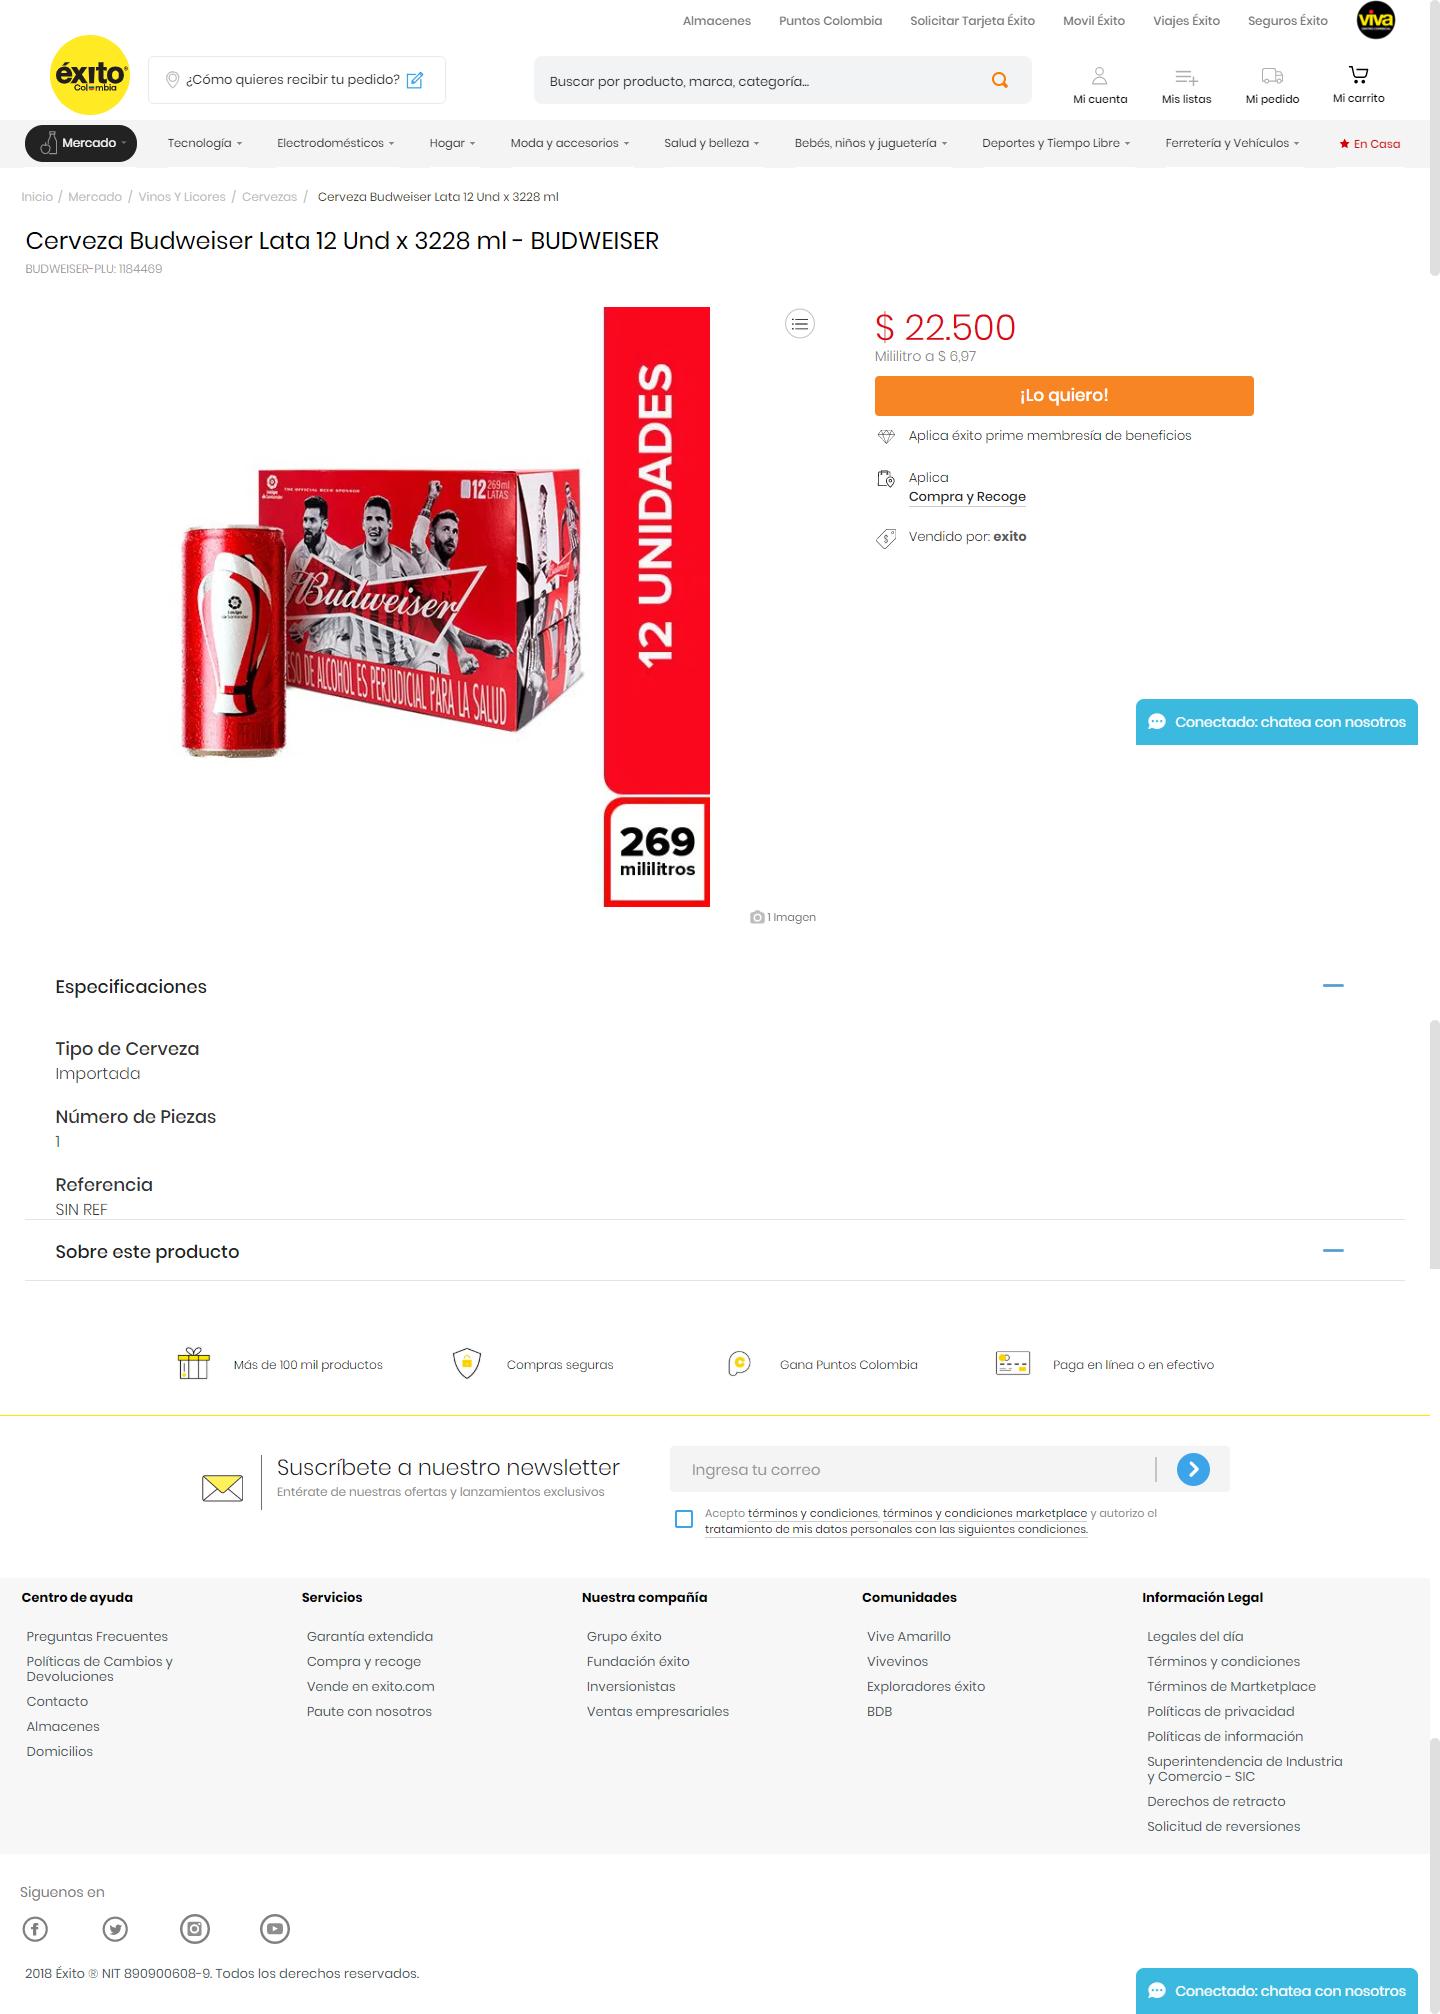 Almacenes
Puntos Colombia
Solicitar Tarjeta Éxito
Movil Éxito
Viajes Éxito
Seguros Éxito
viva
éxito
Colombia
¿Cómo quieres recibir tu pedido?
Buscar por producto, marca, categoría...
Mi cuenta
Mis listas
Mi pedido
Mi carrito
Mercado
Tecnología
Electrodomésticos
Hogar
Moda y accesorios
Salud y belleza
Bebés, niños y juguetería
Deportes y Tiempo Libre
Ferretería y Vehículos
En Casa
Inicio / Mercado / Vinos Y Licores / Cervezas / Cerveza Budweiser Lata 12 Und x 3228 ml
Cerveza Budweiser Lata 12 Und x 3228 ml - BUDWEISER
BUDWEISER-PLU: 1184469
THE OFFICIAL BEER SPONSOR
12 269ml
LATAS
Budweiser
SO DE ALCOHOL ES PERJUDICIAL PARA LA SALUD
12 UNIDADES
269
mililitros
1 Imagen
$ 22.500
Mililitro a $ 6,97
¡Lo quiero!
Aplica éxito prime membresía de beneficios
Aplica
Compra y Recoge
Vendido por: exito
Conectado: chatea con nosotros
Especificaciones
Tipo de Cerveza
Importada
Número de Piezas
1
Referencia
SIN REF
Sobre este producto
Más de 100 mil productos
Compras seguras
Gana Puntos Colombia
Paga en línea o en efectivo
Suscríbete a nuestro newsletter
Entérate de nuestras ofertas y lanzamientos exclusivos
Ingresa tu correo
Acepto términos y condiciones, términos y condiciones marketplace y autorizo el
tratamiento de mis datos personales con las siguientes condiciones.
Centro de ayuda
Preguntas Frecuentes
Políticas de Cambios y
Devoluciones
Contacto
Almacenes
Domicilios
Servicios
Garantía extendida
Compra y recoge
Vende en exito.com
Paute con nosotros
Nuestra compañía
Grupo éxito
Fundación éxito
Inversionistas
Ventas empresariales
Comunidades
Vive Amarillo
Vivevinos
Exploradores éxito
BDB
Información Legal
Legales del día
Términos y condiciones
Términos de Martketplace
Políticas de privacidad
Políticas de información
Superintendencia de Industria
y Comercio - SIC
Derechos de retracto
Solicitud de reversiones
Siguenos en
2018 Éxito ® NIT 890900608-9. Todos los derechos reservados.
Conectado: chatea con nosotros